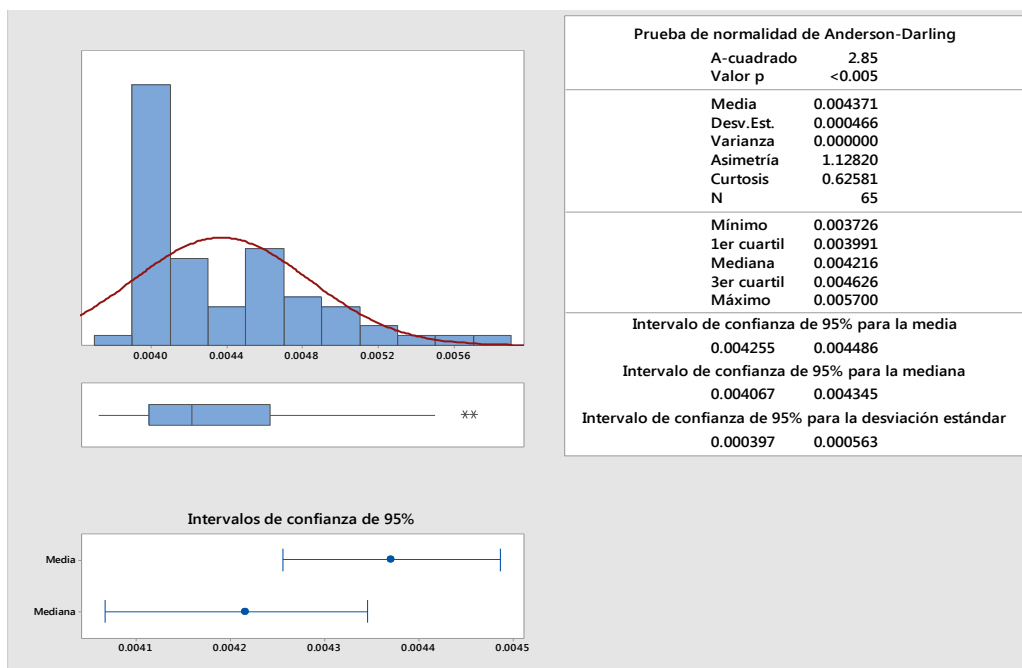 Prueba de normalidad de Anderson-Darling
A-cuadrado 2.85
Valor p <0.005
Media 0.004371
Desv.Est. 0.000466
Varianza 0.000000
Asimetría 1.12820
Curtosis 0.62581
N 65
Mínimo 0.003726
1er cuartil 0.003991
Mediana 0.004216
3er cuartil 0.004626
Máximo 0.005700
Intervalo de confianza de 95% para la media
0.004255 0.004486
Intervalo de confianza de 95% para la mediana
0.004067 0.004345
Intervalo de confianza de 95% para la desviación estándar
0.000397 0.000563
0.0040 0.0044 0.0048 0.0052 0.0056
Intervalos de confianza de 95%
Media
Mediana
0.0041 0.0042 0.0043 0.0044 0.0045